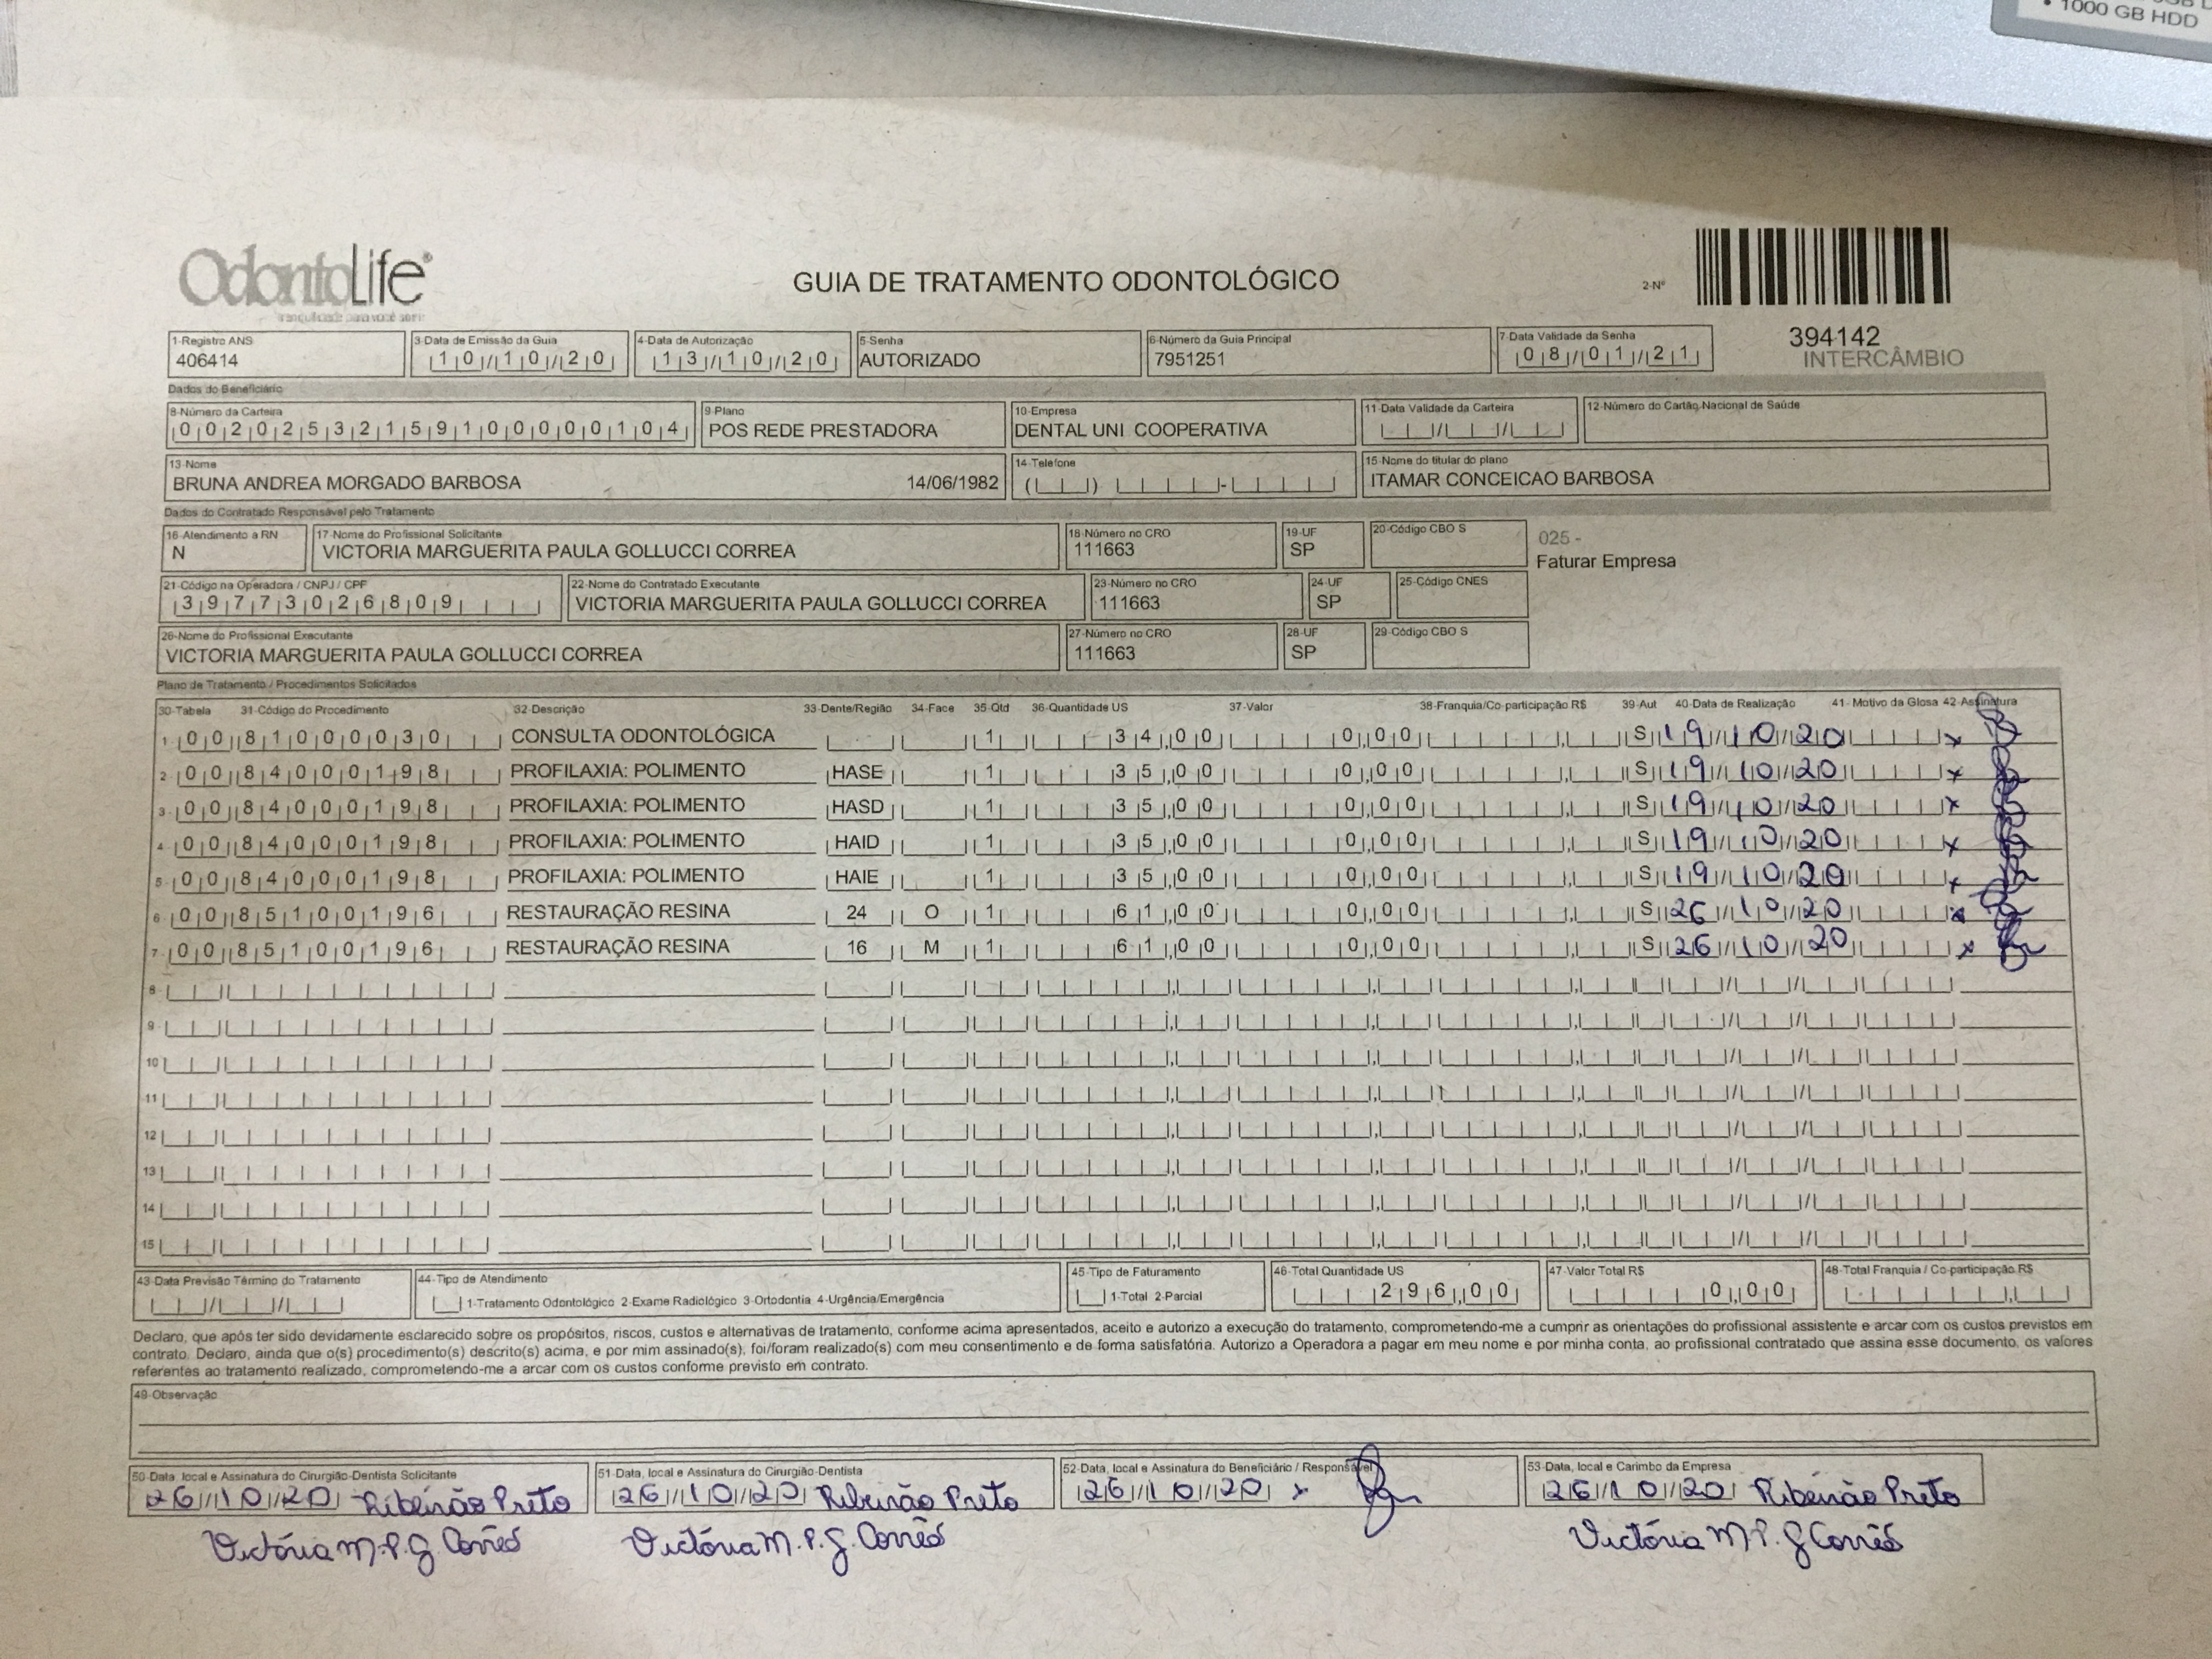 1000 GB HDD
OdontoLife®
GUIA DE TRATAMENTO ODONTOLÓGICO
2-Nº
394142
INTERCÂMBIO
1-Registro ANS
406414
3-Data de Emissão da Guia
10/10/20
4-Data de Autorização
13/10/20
5-Senha
AUTORIZADO
6-Número da Guia Principal
7951251
7-Data Validade da Senha
08/01/21
Dados do Beneficiário
8-Número da Carteira
00202532159100000104
9-Plano
POS REDE PRESTADORA
10-Empresa
DENTAL UNI COOPERATIVA
11-Data Validade da Carteira
12-Número do Cartão Nacional de Saúde
13-Nome
BRUNA ANDREA MORGADO BARBOSA 14/06/1982
14-Telefone
15-Nome do titular do plano
ITAMAR CONCEICAO BARBOSA
Dados do Contratado Responsável pelo Tratamento
16-Atendimento a RN
N
17-Nome do Profissional Solicitante
VICTORIA MARGUERITA PAULA GOLLUCCI CORREA
18-Número no CRO
111663
19-UF
SP
20-Código CBO S
025 -
Faturar Empresa
21-Código na Operadora / CNPJ / CPF
39773026809
22-Nome do Contratado Executante
VICTORIA MARGUERITA PAULA GOLLUCCI CORREA
23-Número no CRO
111663
24-UF
SP
25-Código CNES
26-Nome do Profissional Executante
VICTORIA MARGUERITA PAULA GOLLUCCI CORREA
27-Número no CRO
111663
28-UF
SP
29-Código CBO S
Plano de Tratamento / Procedimentos Solicitados
30-Tabela 31-Código do Procedimento 32-Descrição 33-Dente/Região 34-Face 35-Qtd 36-Quantidade US 37-Valor 38-Franquia/Co-participação R$ 39-Aut 40-Data de Realização 41- Motivo da Glosa 42-Assinatura
1- 00 81000030 CONSULTA ODONTOLÓGICA 1 34,00 0,00 S 19/10/20 x
2- 00 84000198 PROFILAXIA: POLIMENTO HASE 1 35,00 0,00 S 19/10/20 x
3- 00 84000198 PROFILAXIA: POLIMENTO HASD 1 35,00 0,00 S 19/10/20 x
4- 00 84000198 PROFILAXIA: POLIMENTO HAID 1 35,00 0,00 S 19/10/20 x
5- 00 84000198 PROFILAXIA: POLIMENTO HAIE 1 35,00 0,00 S 19/10/20 x
6- 00 85100196 RESTAURAÇÃO RESINA 24 O 1 61,00 0,00 S 26/10/20 x
7- 00 85100196 RESTAURAÇÃO RESINA 16 M 1 61,00 0,00 S 26/10/20 x
8-
9-
10
11
12
13
14
15
43-Data Previsão Término do Tratamento
44-Tipo de Atendimento
1-Tratamento Odontológico 2-Exame Radiológico 3-Ortodontia 4-Urgência/Emergência
45-Tipo de Faturamento
1-Total 2-Parcial
46-Total Quantidade US
296,00
47-Valor Total R$
0,00
48-Total Franquia / Co-participação R$
Declaro, que após ter sido devidamente esclarecido sobre os propósitos, riscos, custos e alternativas de tratamento, conforme acima apresentados, aceito e autorizo a execução do tratamento, comprometendo-me a cumprir as orientações do profissional assistente e arcar com os custos previstos em
contrato. Declaro, ainda que o(s) procedimento(s) descrito(s) acima, e por mim assinado(s), foi/foram realizado(s) com meu consentimento e de forma satisfatória. Autorizo a Operadora a pagar em meu nome e por minha conta, ao profissional contratado que assina esse documento, os valores
referentes ao tratamento realizado, comprometendo-me a arcar com os custos conforme previsto em contrato.
49-Observação
50-Data, local e Assinatura do Cirurgião-Dentista Solicitante
26/10/20 Ribeirão Preto
Victória M.P.G. Corrêa
51-Data, local e Assinatura do Cirurgião-Dentista
26/10/20 Ribeirão Preto
Victória M.P.G. Corrêa
52-Data, local e Assinatura do Beneficiário / Responsável
26/10/20 x
53-Data, local e Carimbo da Empresa
26/10/20 Ribeirão Preto
Victória M P. G Corrêa